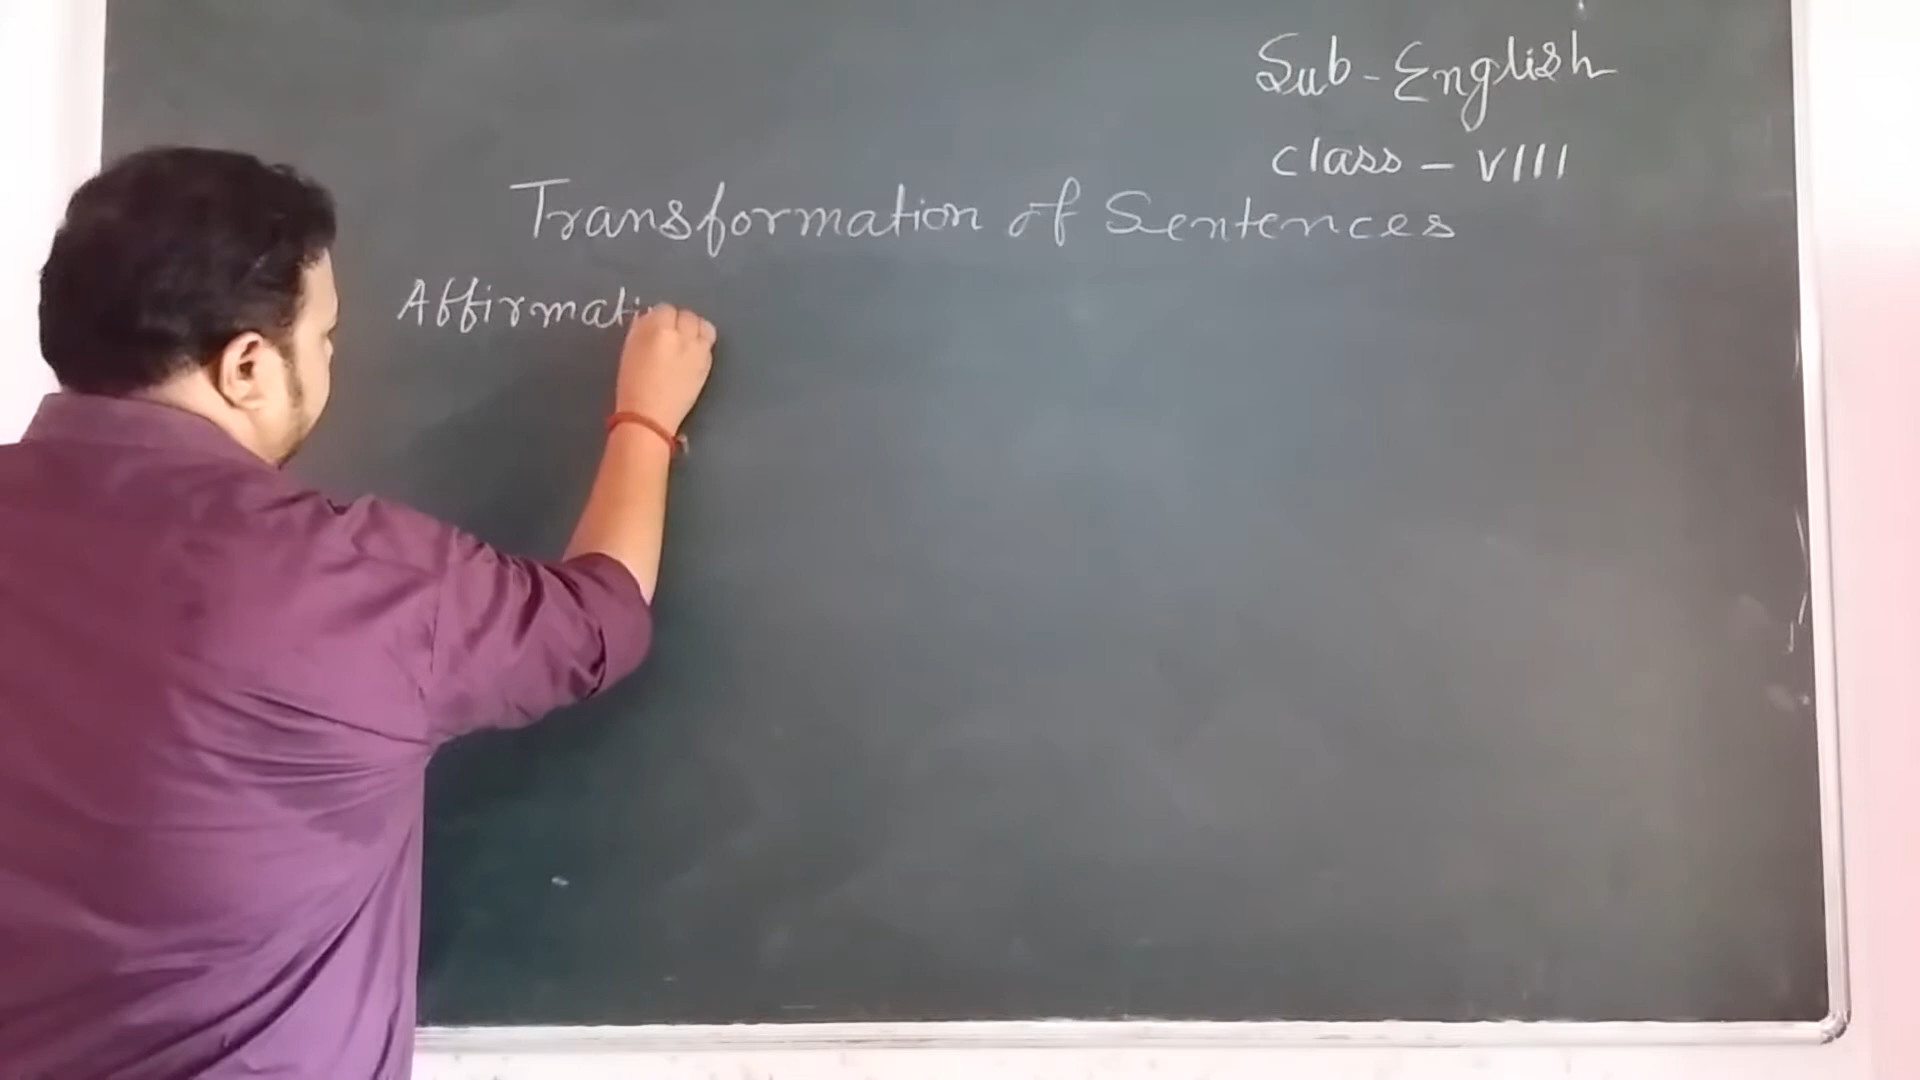 Sub - English
Class - VIII
Transformation of Sentences
Affirmati